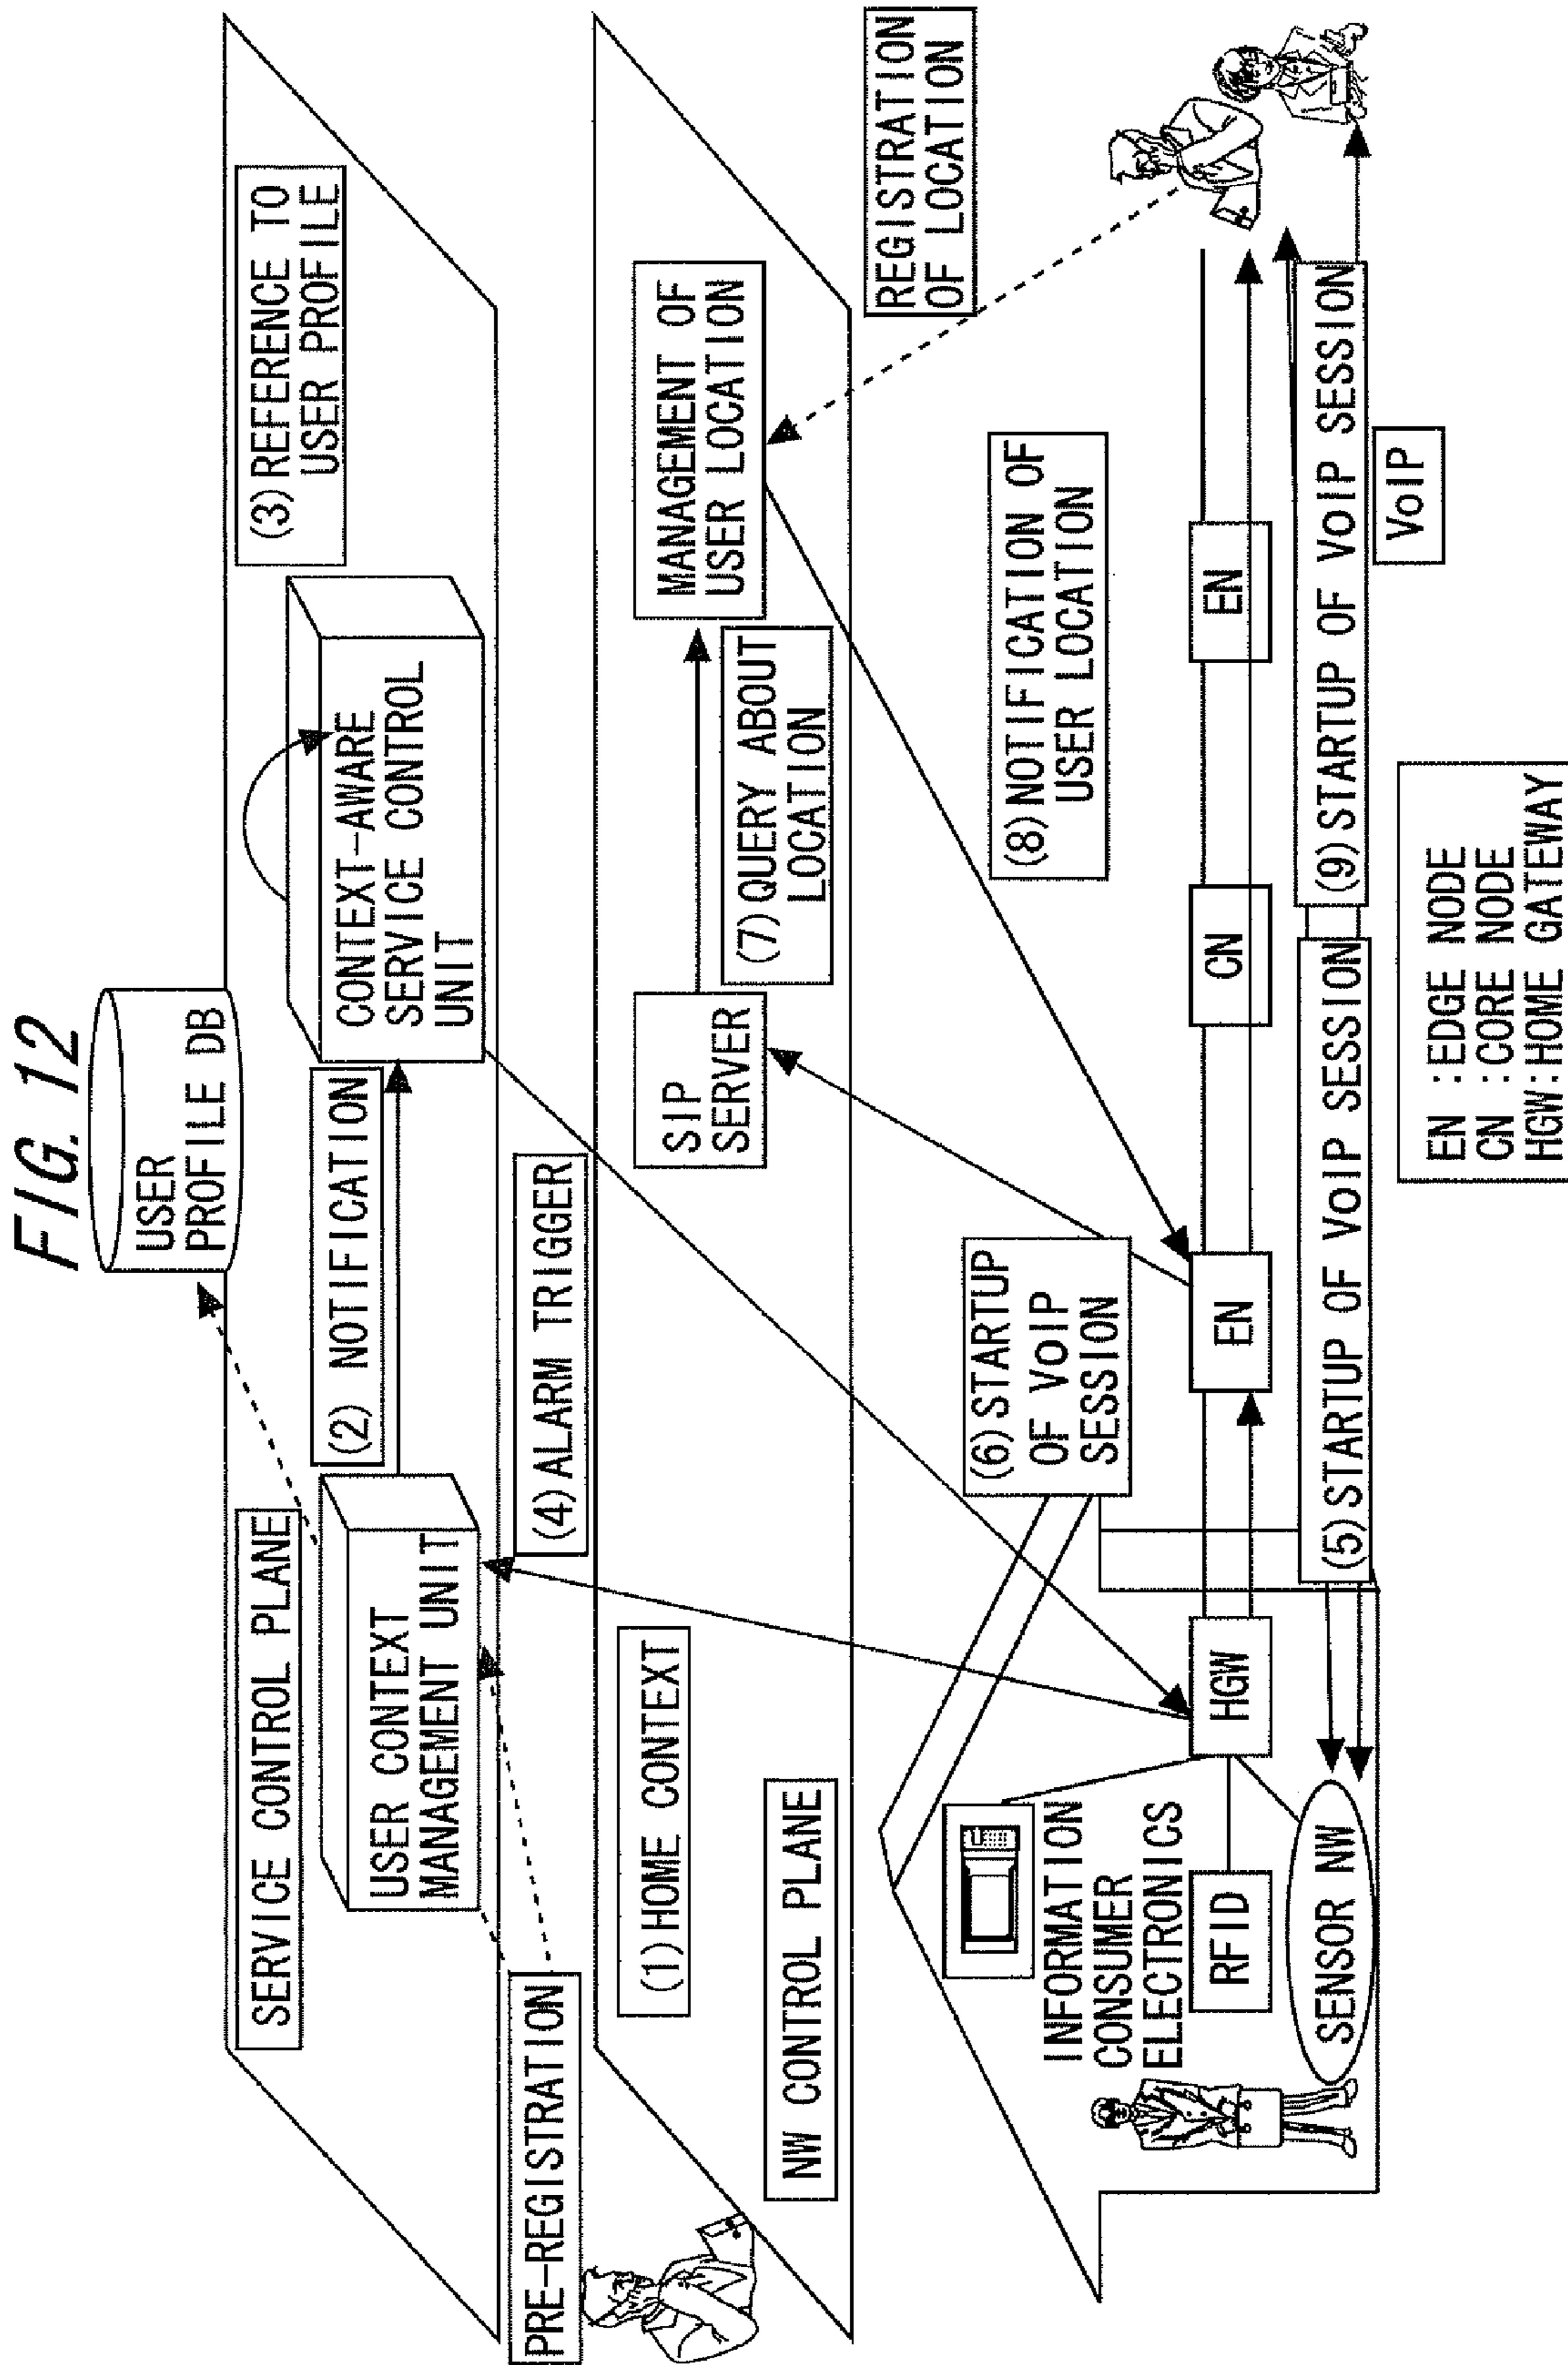 FIG. 12
USER
PROFILE DB
SERVICE CONTROL PLANE
(2) NOTIFICATION
(3) REFERENCE TO
USER PROFILE
USER CONTEXT
MANAGEMENT UNIT
CONTEXT-AWARE
SERVICE CONTROL
UNIT
PRE-REGISTRATION
(4) ALARM TRIGGER
(1) HOME CONTEXT
SIP
SERVER
MANAGEMENT OF
USER LOCATION
(7) QUERY ABOUT
LOCATION
NW CONTROL PLANE
REGISTRATION
OF LOCATION
(6) STARTUP
OF VoIP
SESSION
(8) NOTIFICATION OF
USER LOCATION
INFORMATION
CONSUMER
ELECTRONICS
RFID
HGW
EN
CN
EN
SENSOR NW
(5) STARTUP OF VoIP SESSION
(9) STARTUP OF VoIP SESSION
VoIP
EN :EDGE NODE
CN :CORE NODE
HGW:HOME GATEWAY